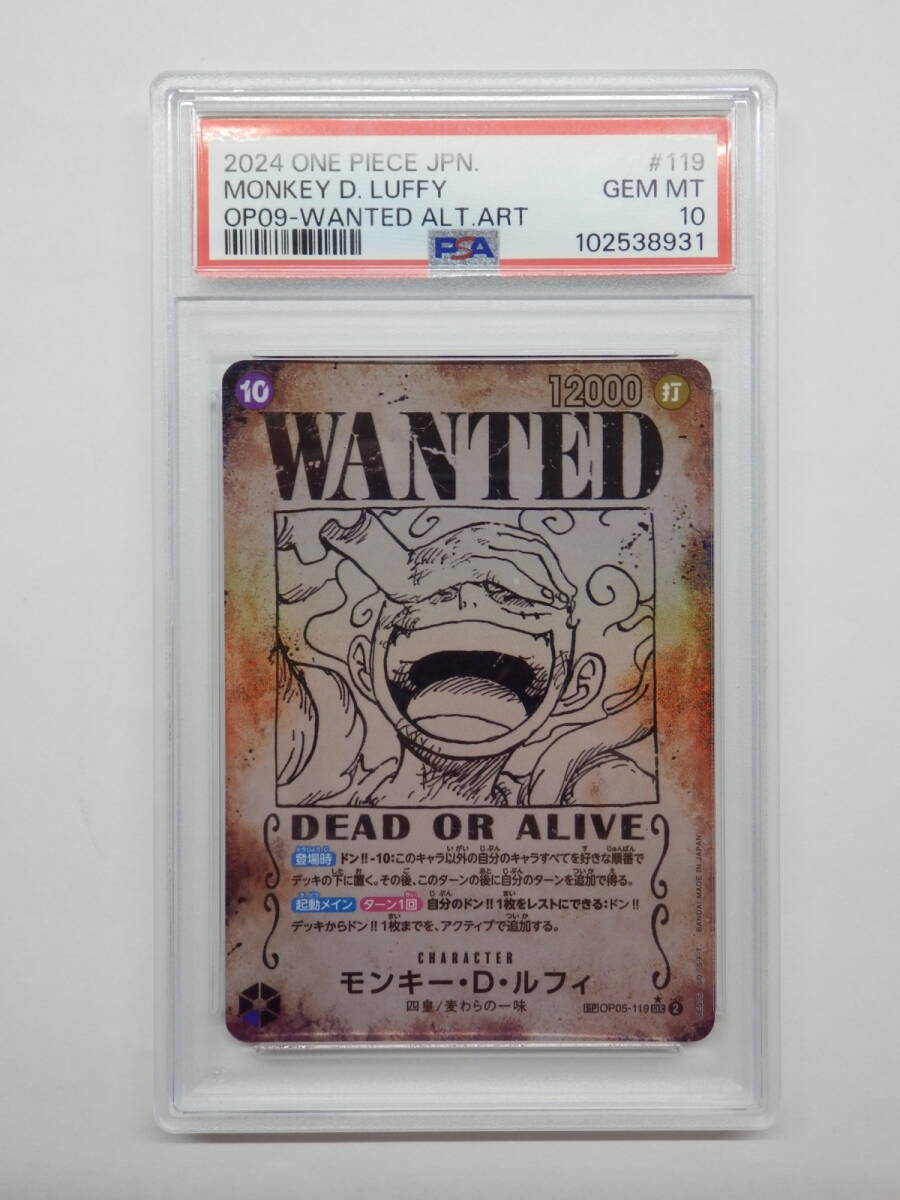 2024 ONE PIECE JPN. #119
MONKEY D. LUFFY GEM MT
OP09-WANTED ALT.ART 10
PSA 102538931
10 12000 打
WANTED
DEAD OR ALIVE
登場時 ドン!!-10:このキャラ以外の自分のキャラすべてを好きな順番で
デッキの下に置く。その後、このターンの後に自分のターンを追加で得る。
起動メイン ターン1回 自分のドン!!1枚をレストにできる:ドン!!
デッキからドン!!1枚までを、アクティブで追加する。
CHARACTER
モンキー・D・ルフィ
四皇/麦わらの一味
SP OP05-119 SEC 2
BANDAI MADE IN JAPAN